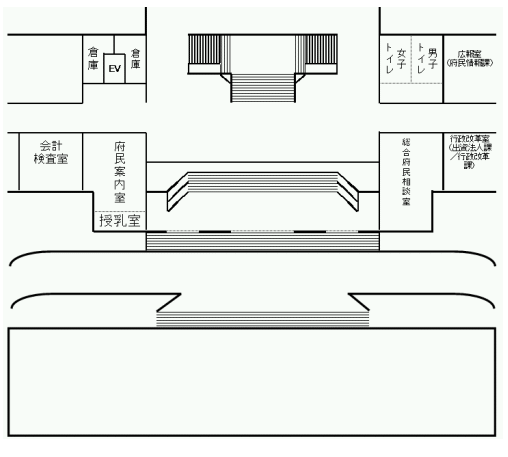 倉庫
EV
倉庫
女子トイレ
男子トイレ
広報室
(府民情報課)
会計
検査室
府民案内室
授乳室
総合府民相談室
行政改革室
(出資法人課
/行政改革
課)